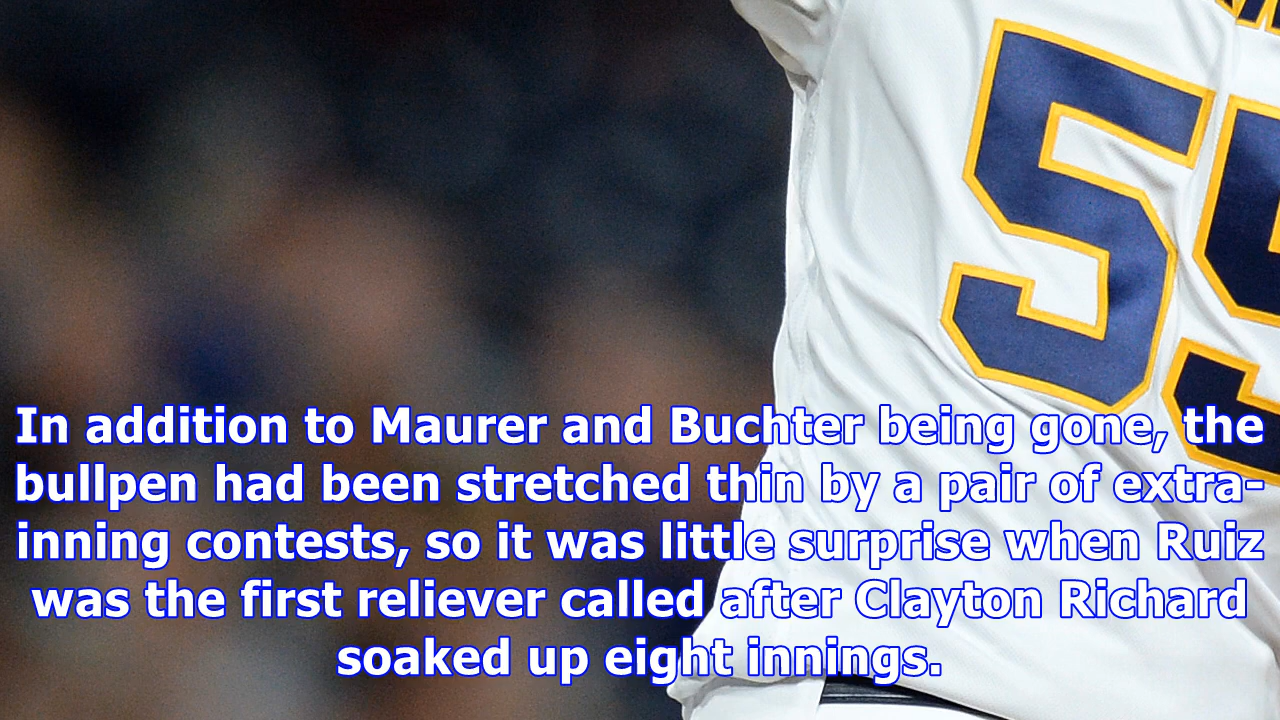 55
In addition to Maurer and Buchter being gone, the
bullpen had been stretched thin by a pair of extra-
inning contests, so it was little surprise when Ruiz
was the first reliever called after Clayton Richard
soaked up eight innings.